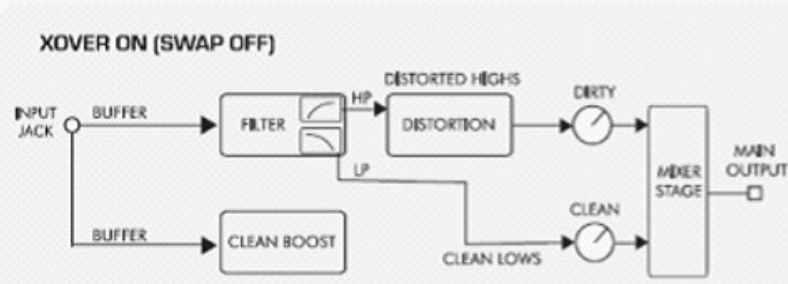 XOVER ON (SWAP OFF)
DISTORTED HIGHS
DIRTY
INPUT
JACK
BUFFER
FILTER
HP
DISTORTION
LP
MIXER
STAGE
MAIN
OUTPUT
CLEAN
BUFFER
CLEAN BOOST
CLEAN LOWS